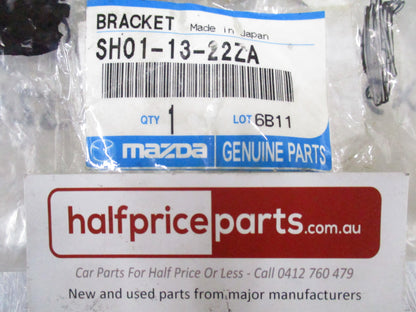 BRACKET Made in Japan
SH01-13-22ZA
QTY 1 LOT 6B11
mazda GENUINE PARTS
halfpriceparts.com.au
Car Parts For Half Price Or Less - Call 0412 760 479
New and used parts from major manufacturers